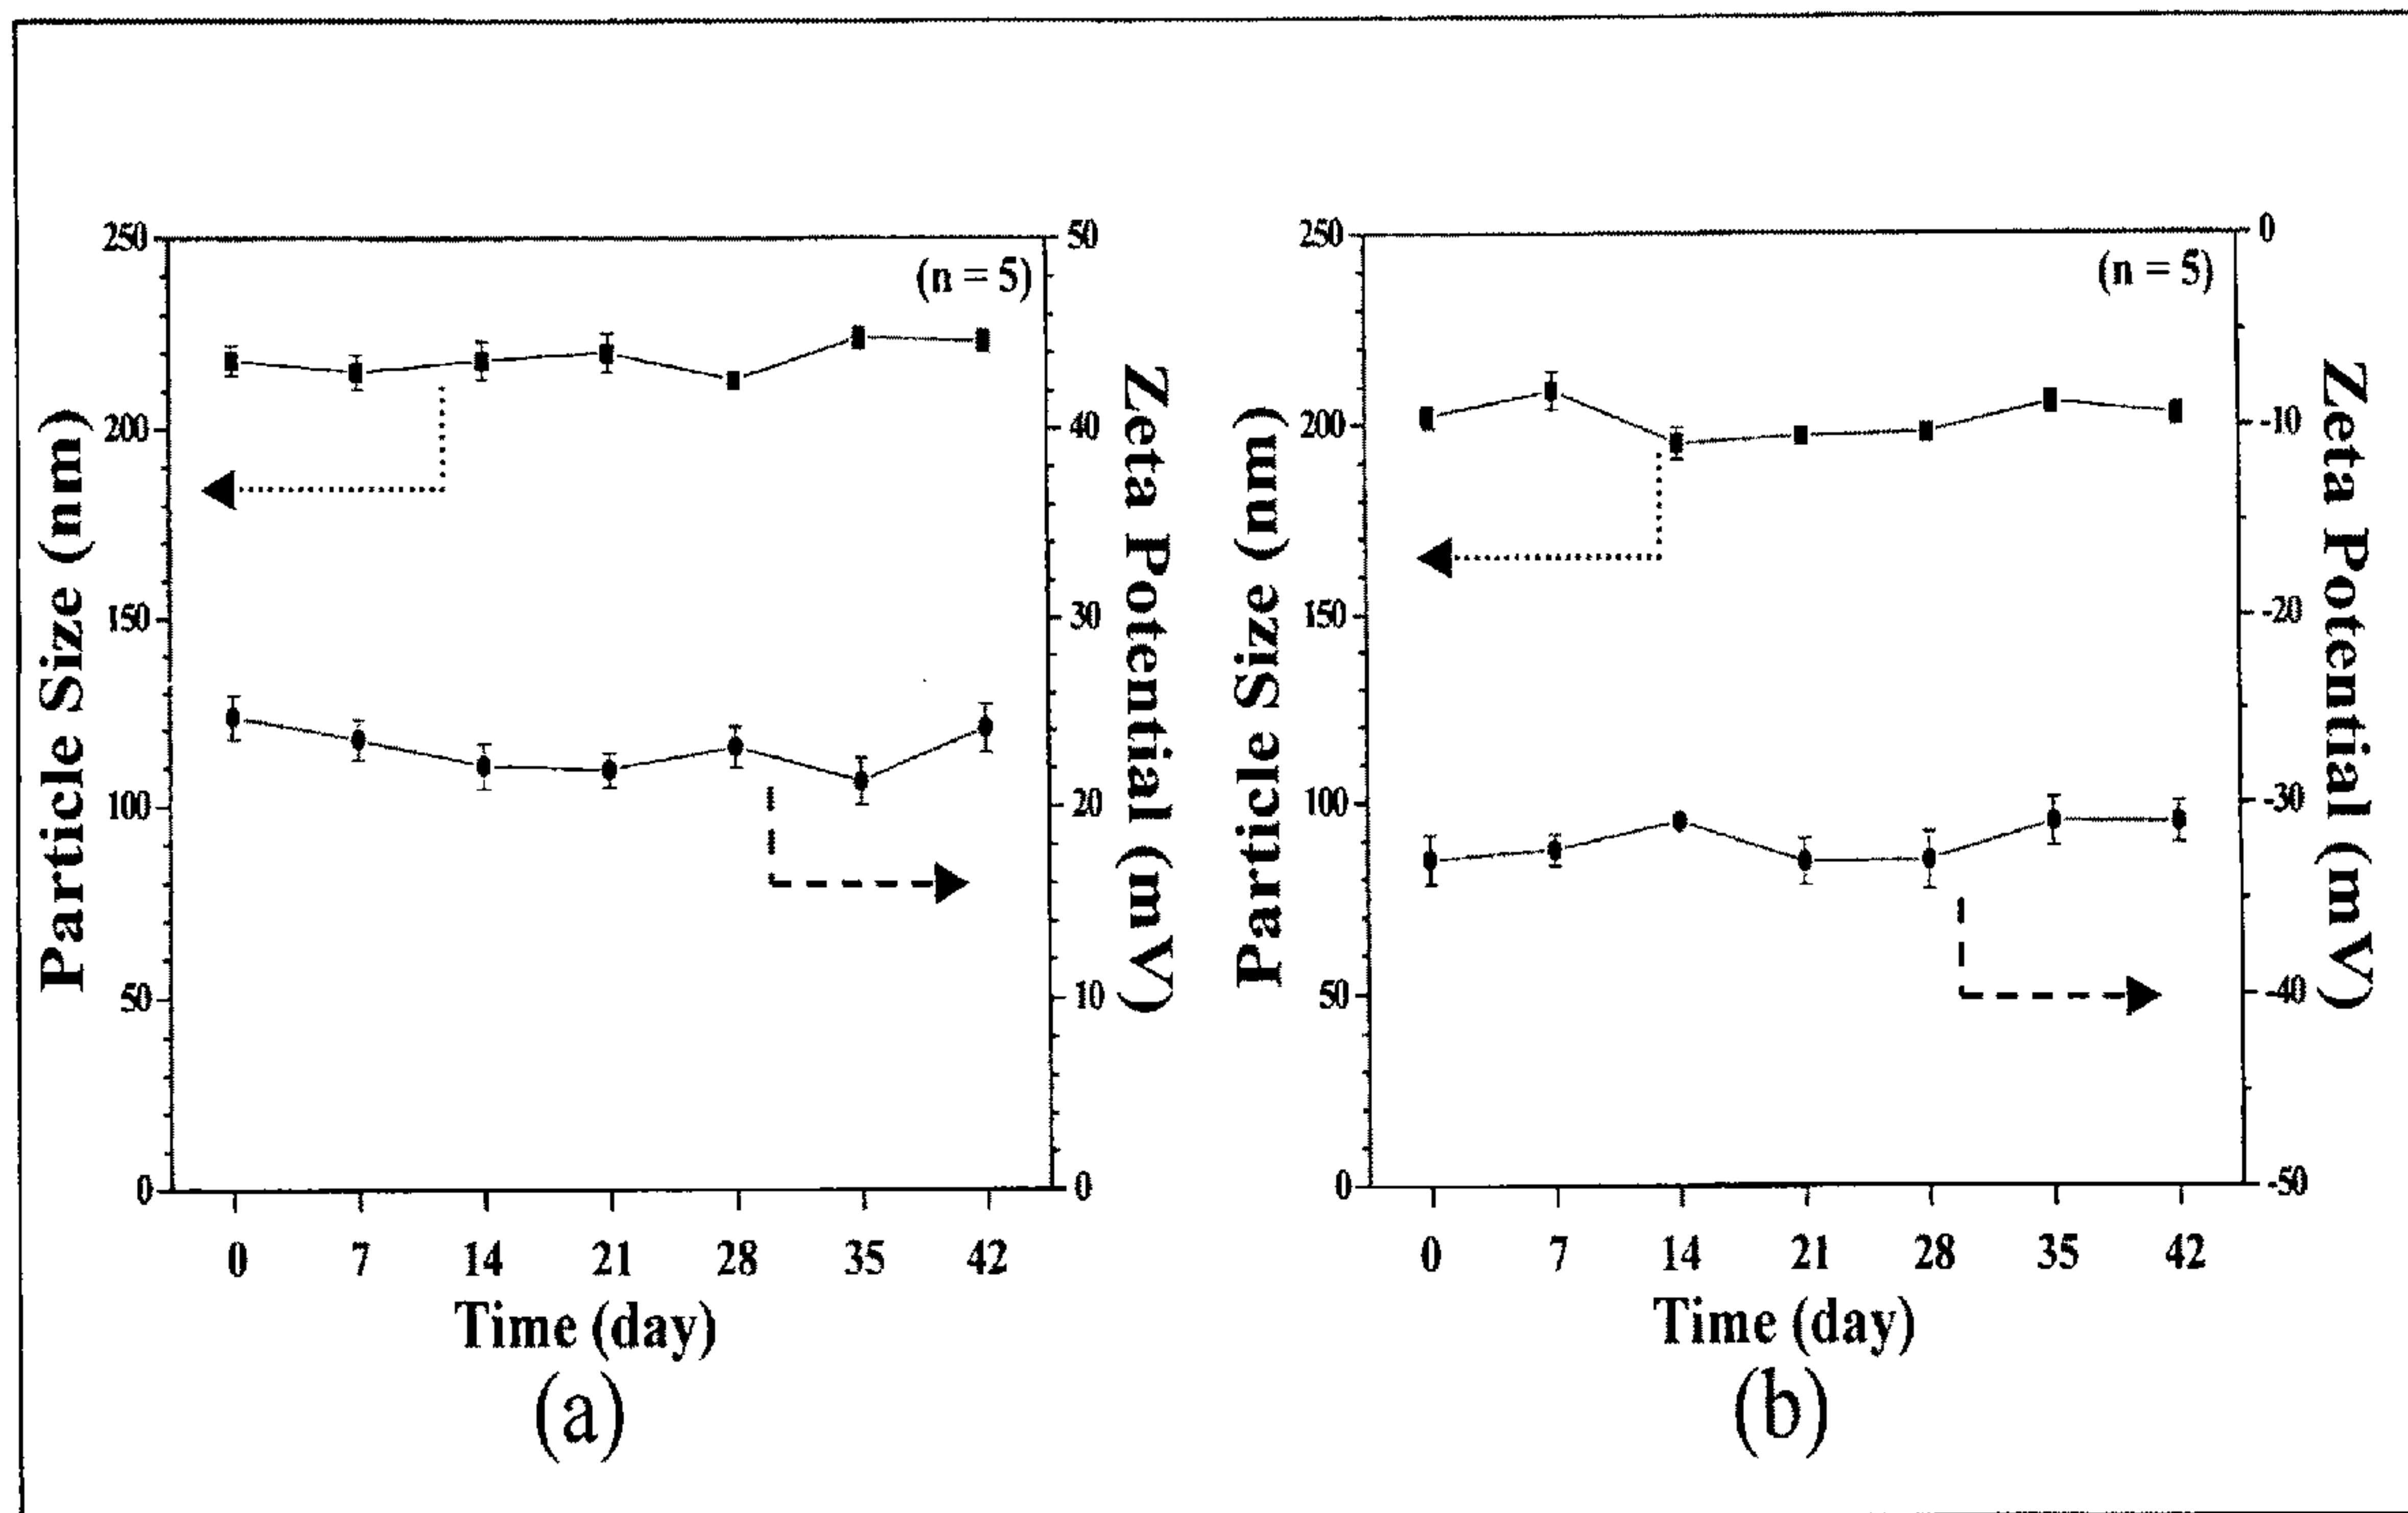 Particle Size (nm)
250
200
150
100
50
0
(n = 5)
50
40
30
20
10
0
Zeta Potential (mV)
0 7 14 21 28 35 42
Time (day)
(a)
Particle Size (nm)
250
200
150
100
50
0
(n = 5)
0
-10
-20
-30
-40
-50
Zeta Potential (mV)
0 7 14 21 28 35 42
Time (day)
(b)